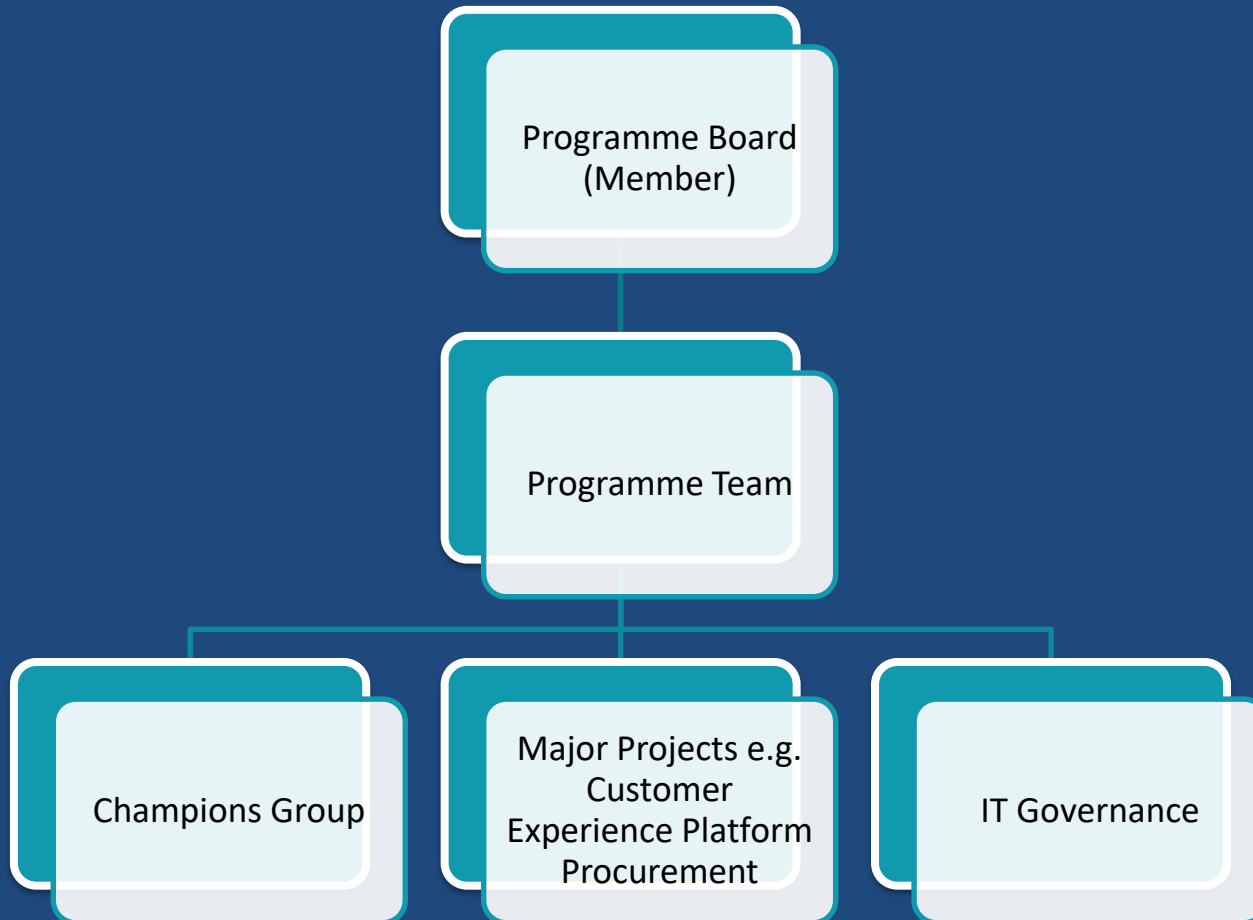 Programme Board
(Member)
Programme Team
Champions Group
Major Projects e.g.
Customer
Experience Platform
Procurement
IT Governance